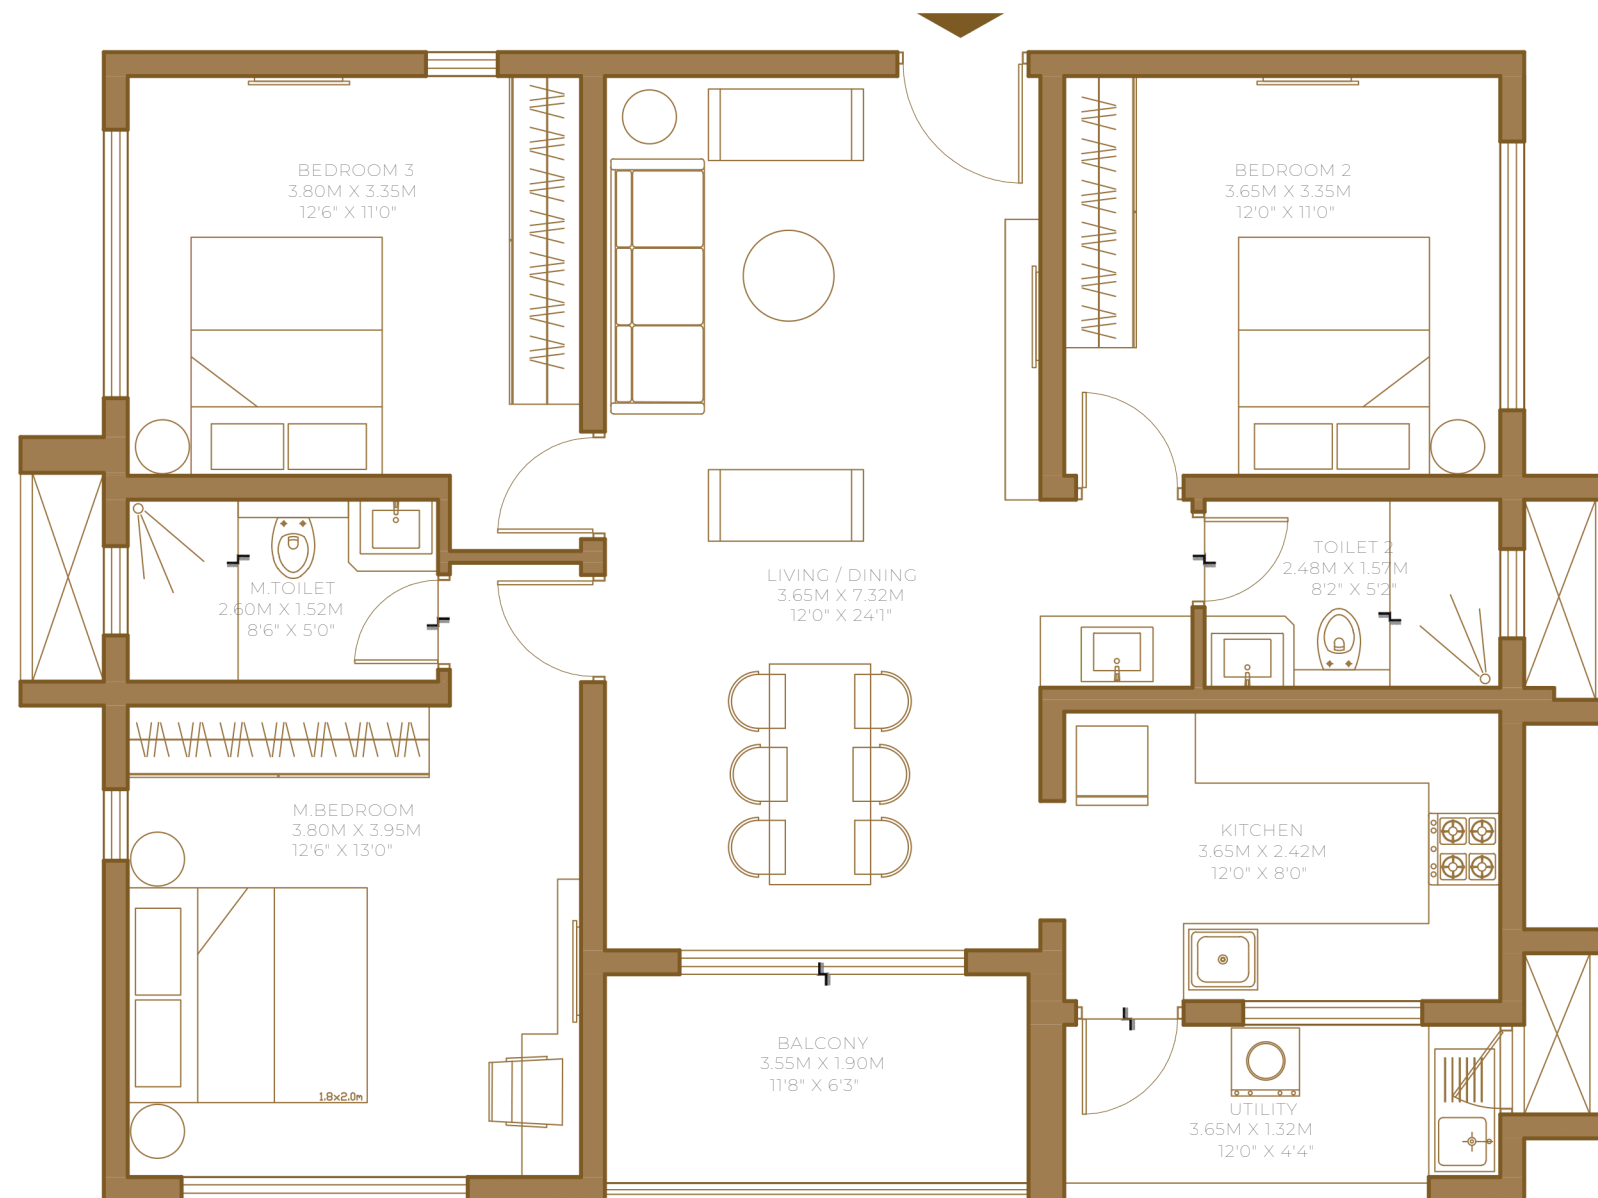 BEDROOM 3
3.80M X 3.35M
12'6" X 11'0"
BEDROOM 2
3.65M X 3.35M
12'0" X 11'0"
TOILET 2
2.48M X 1.57M
8'2" X 5'2"
LIVING / DINING
3.65M X 7.32M
12'0" X 24'1"
M.TOILET
2.60M X 1.52M
8'6" X 5'0"
M.BEDROOM
3.80M X 3.95M
12'6" X 13'0"
KITCHEN
3.65M X 2.42M
12'0" X 8'0"
BALCONY
3.55M X 1.90M
11'8" X 6'3"
1.8x2.0m
UTILITY
3.65M X 1.32M
12'0" X 4'4"